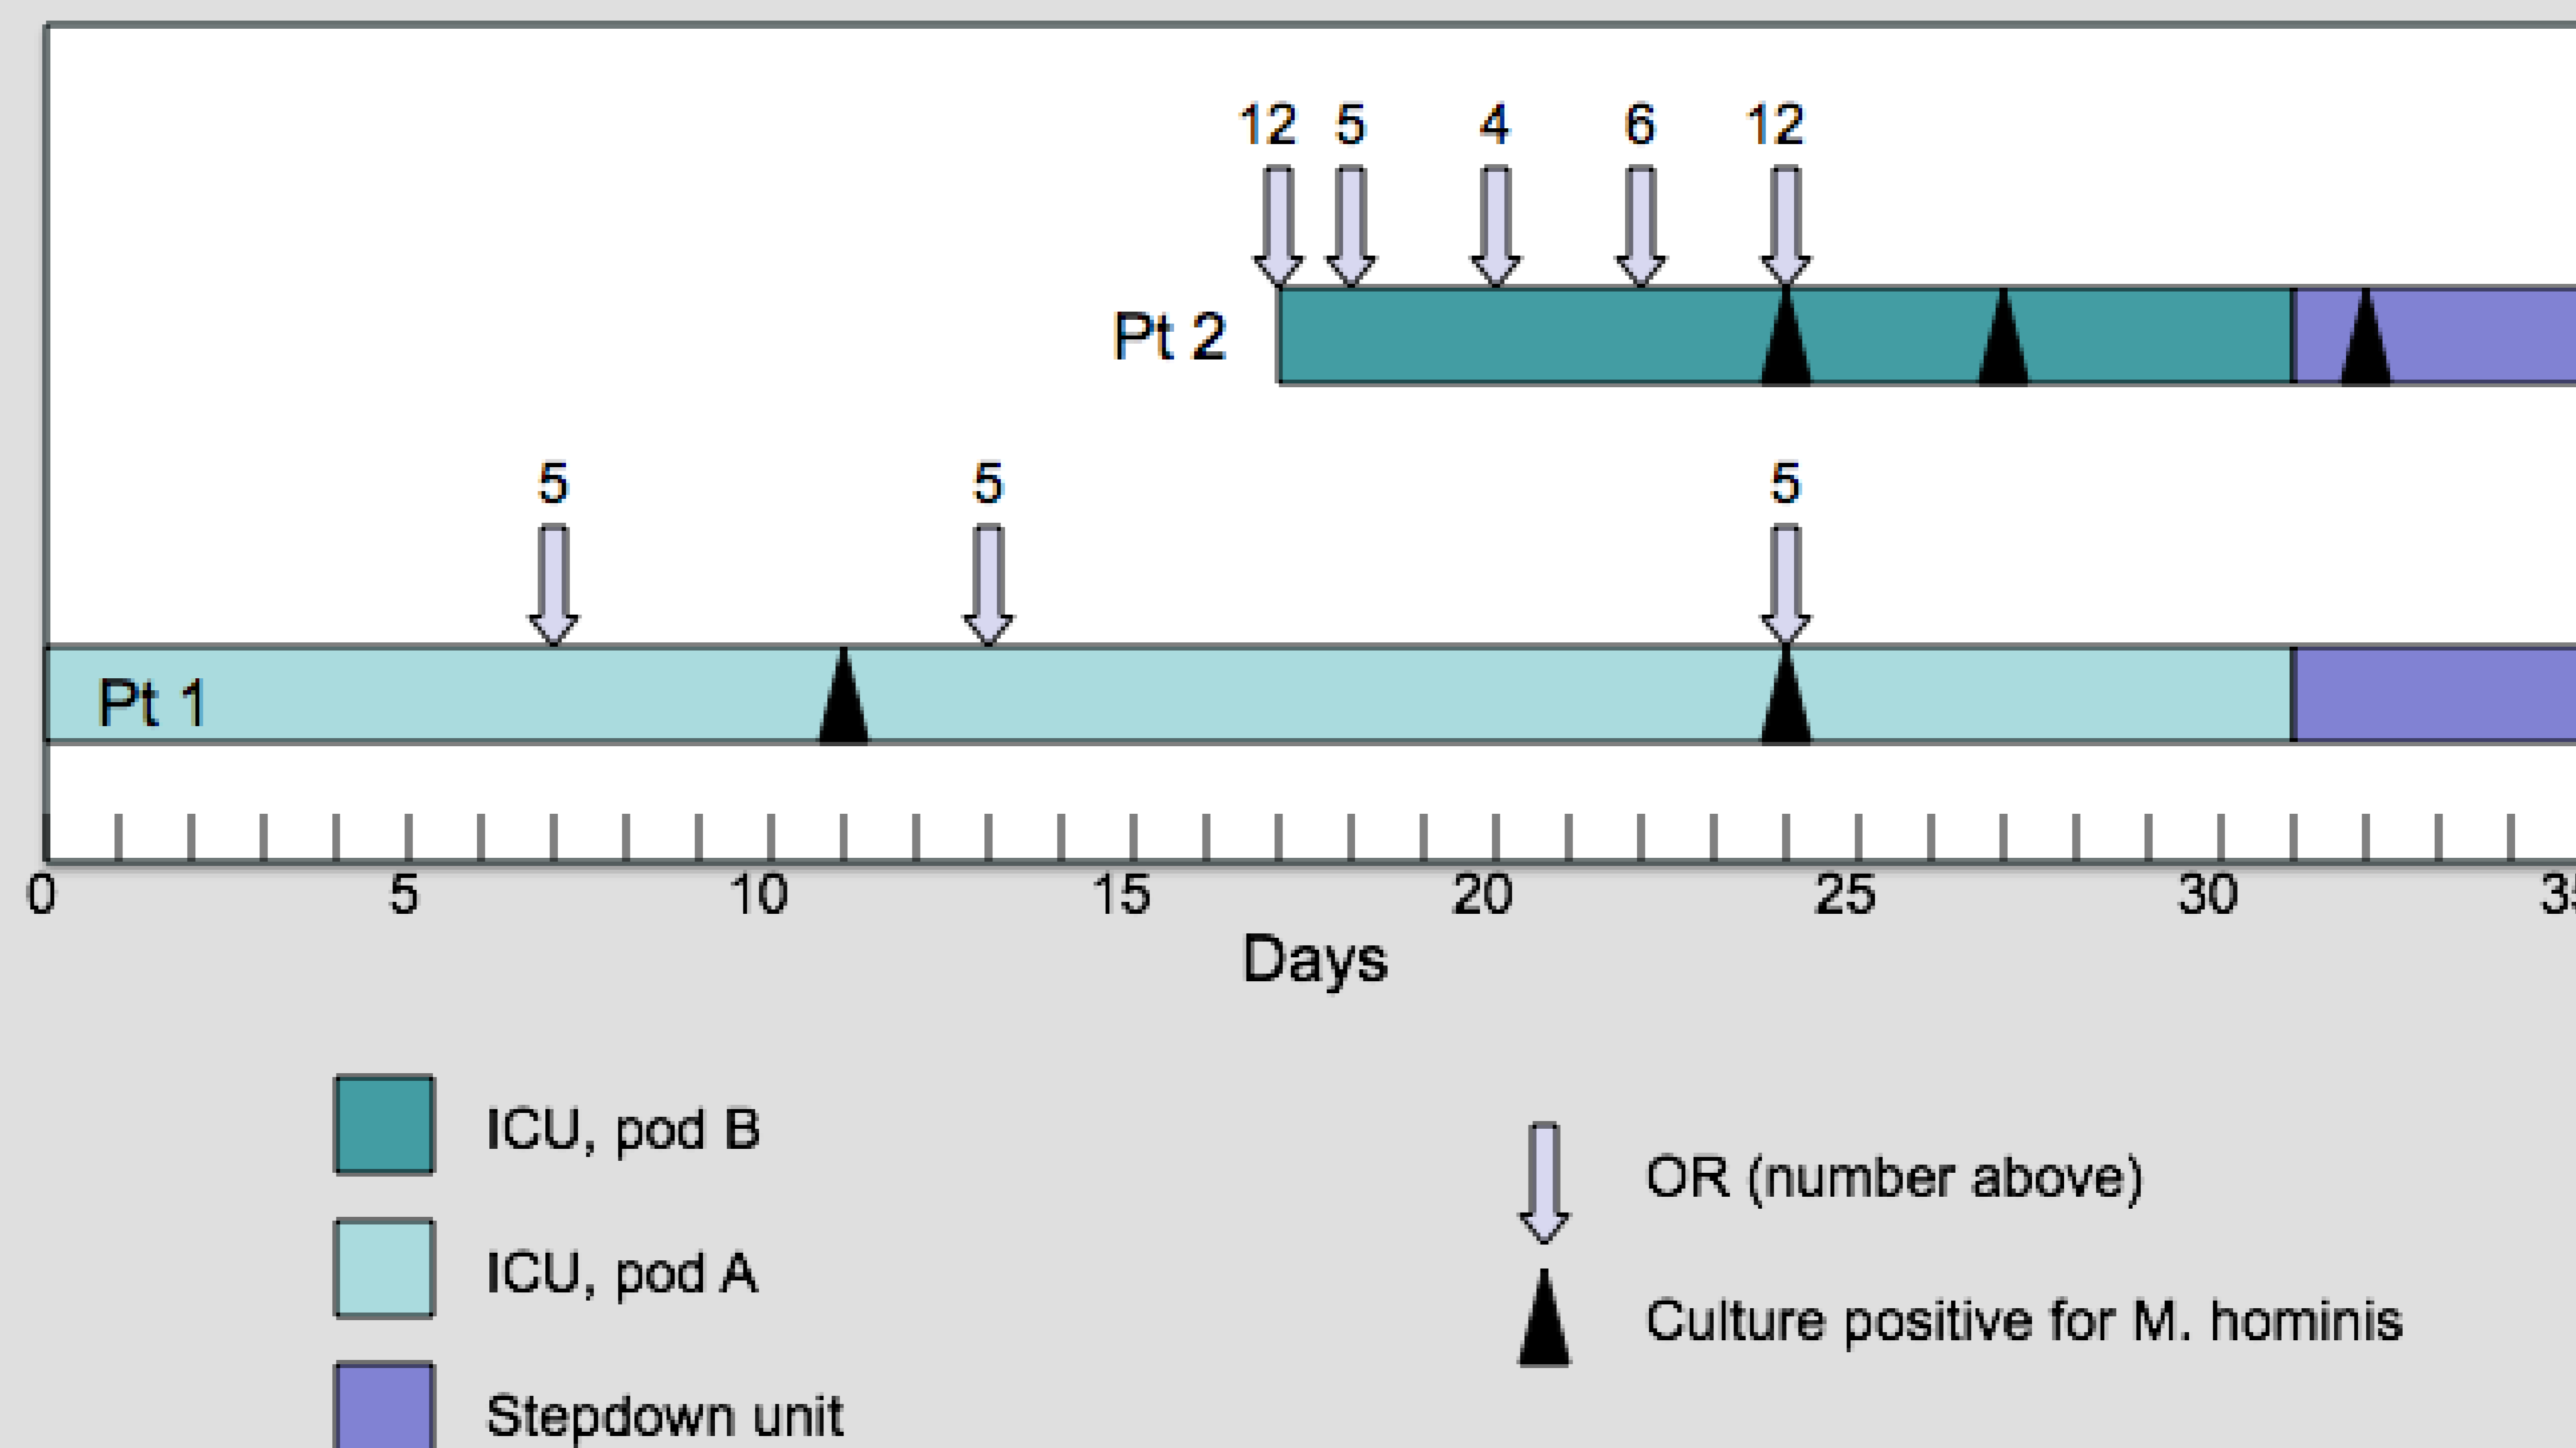 12 5 4 6 12
Pt 2
5 5 5
Pt 1
0 5 10 15 20 25 30
Days
ICU, pod B
OR (number above)
ICU, pod A
Culture positive for M. hominis
Stepdown unit